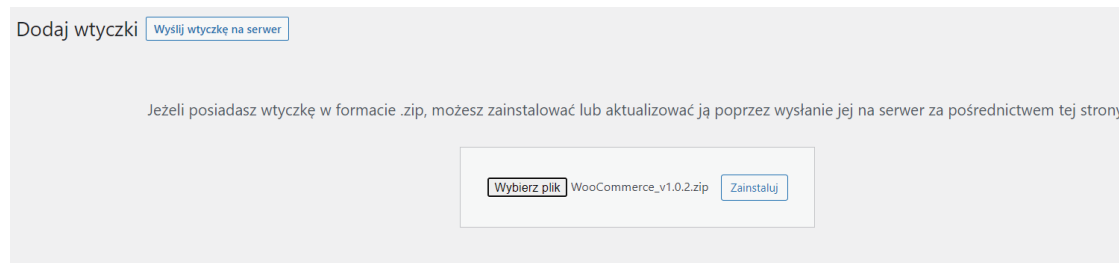 Dodaj wtyczki Wyślij wtyczkę na serwer
Jeżeli posiadasz wtyczkę w formacie .zip, możesz zainstalować lub aktualizować ją poprzez wysłanie jej na serwer za pośrednictwem tej strony
Wybierz plik WooCommerce_v1.0.2.zip Zainstaluj